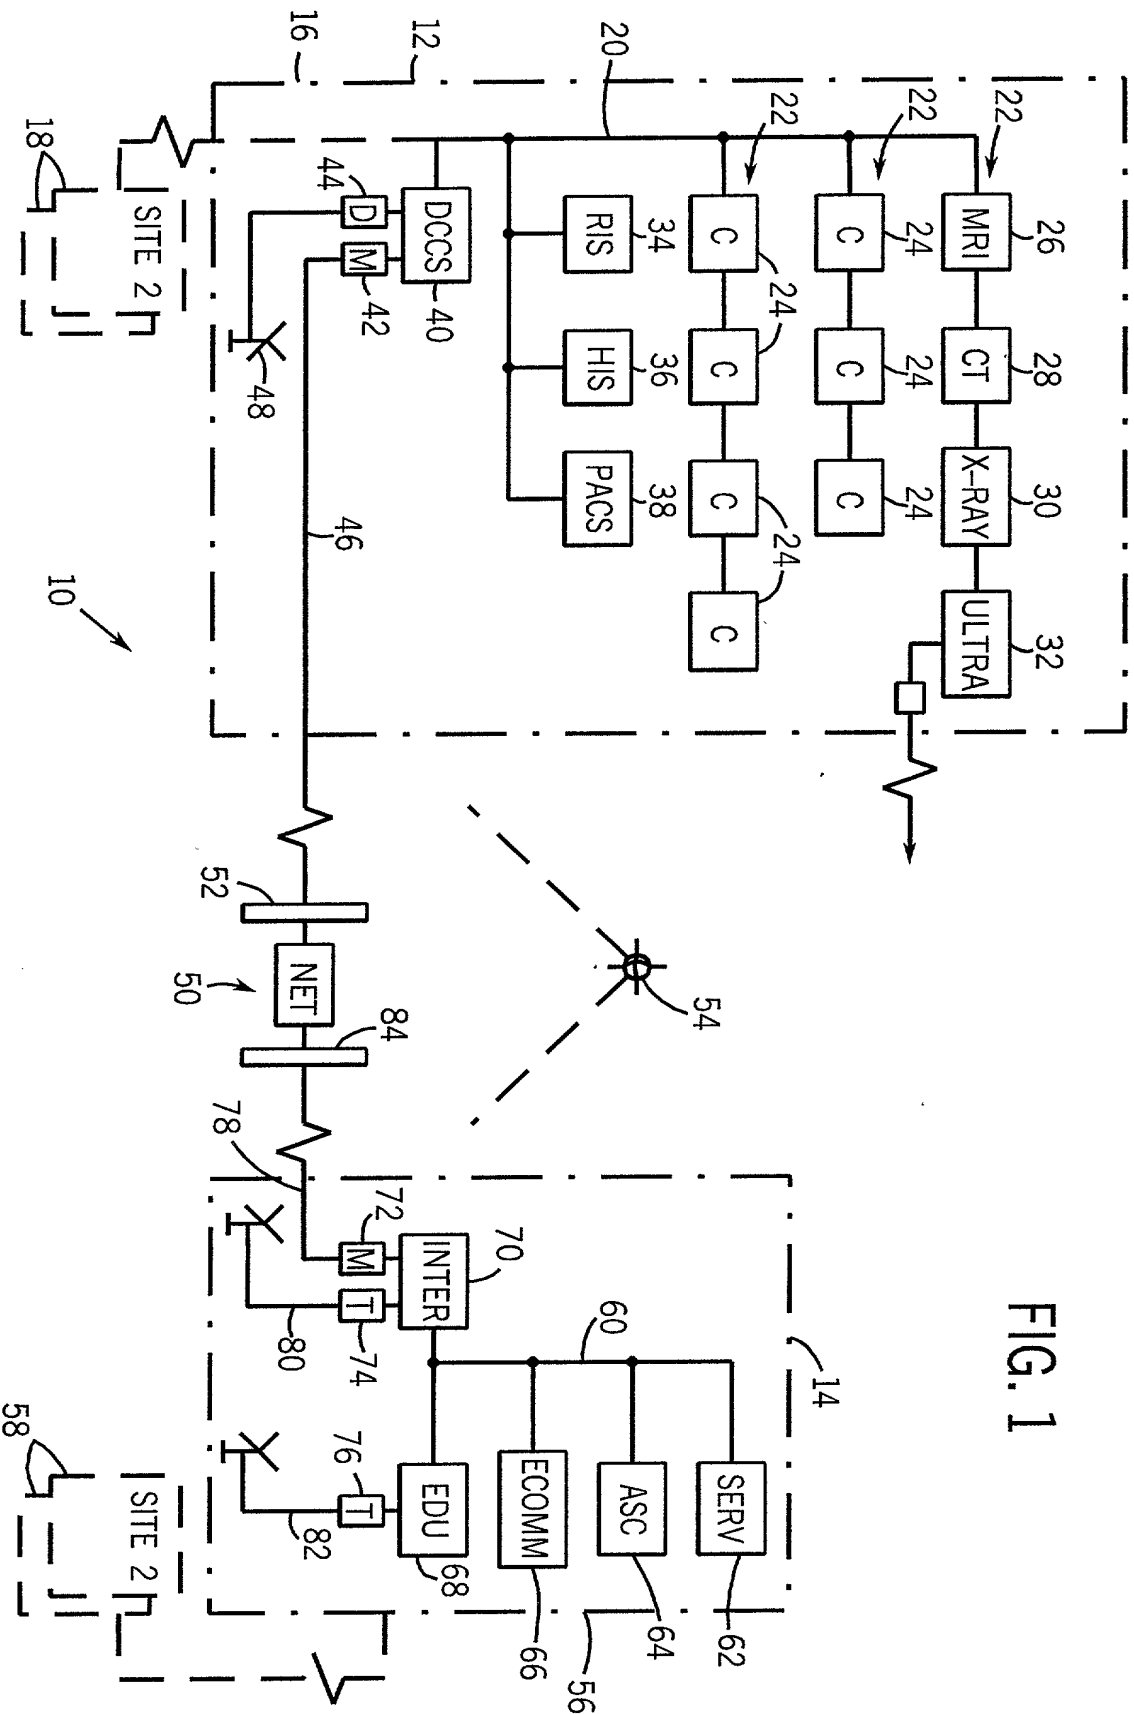 FIG. 1
10
12
16
20
22
MRI
26
CT
28
X-RAY
30
ULTRA
32
22
C
24
C
24
C
24
22
C
24
C
C
24
C
RIS
34
HIS
36
PACS
38
DCCS
40
D
44
M
42
46
48
18
SITE 2
52
NET
50
84
54
78
14
56
60
SERV
62
ASC
64
ECOMM
66
EDU
68
INTER
70
M
72
T
74
T
76
80
82
58
SITE 2